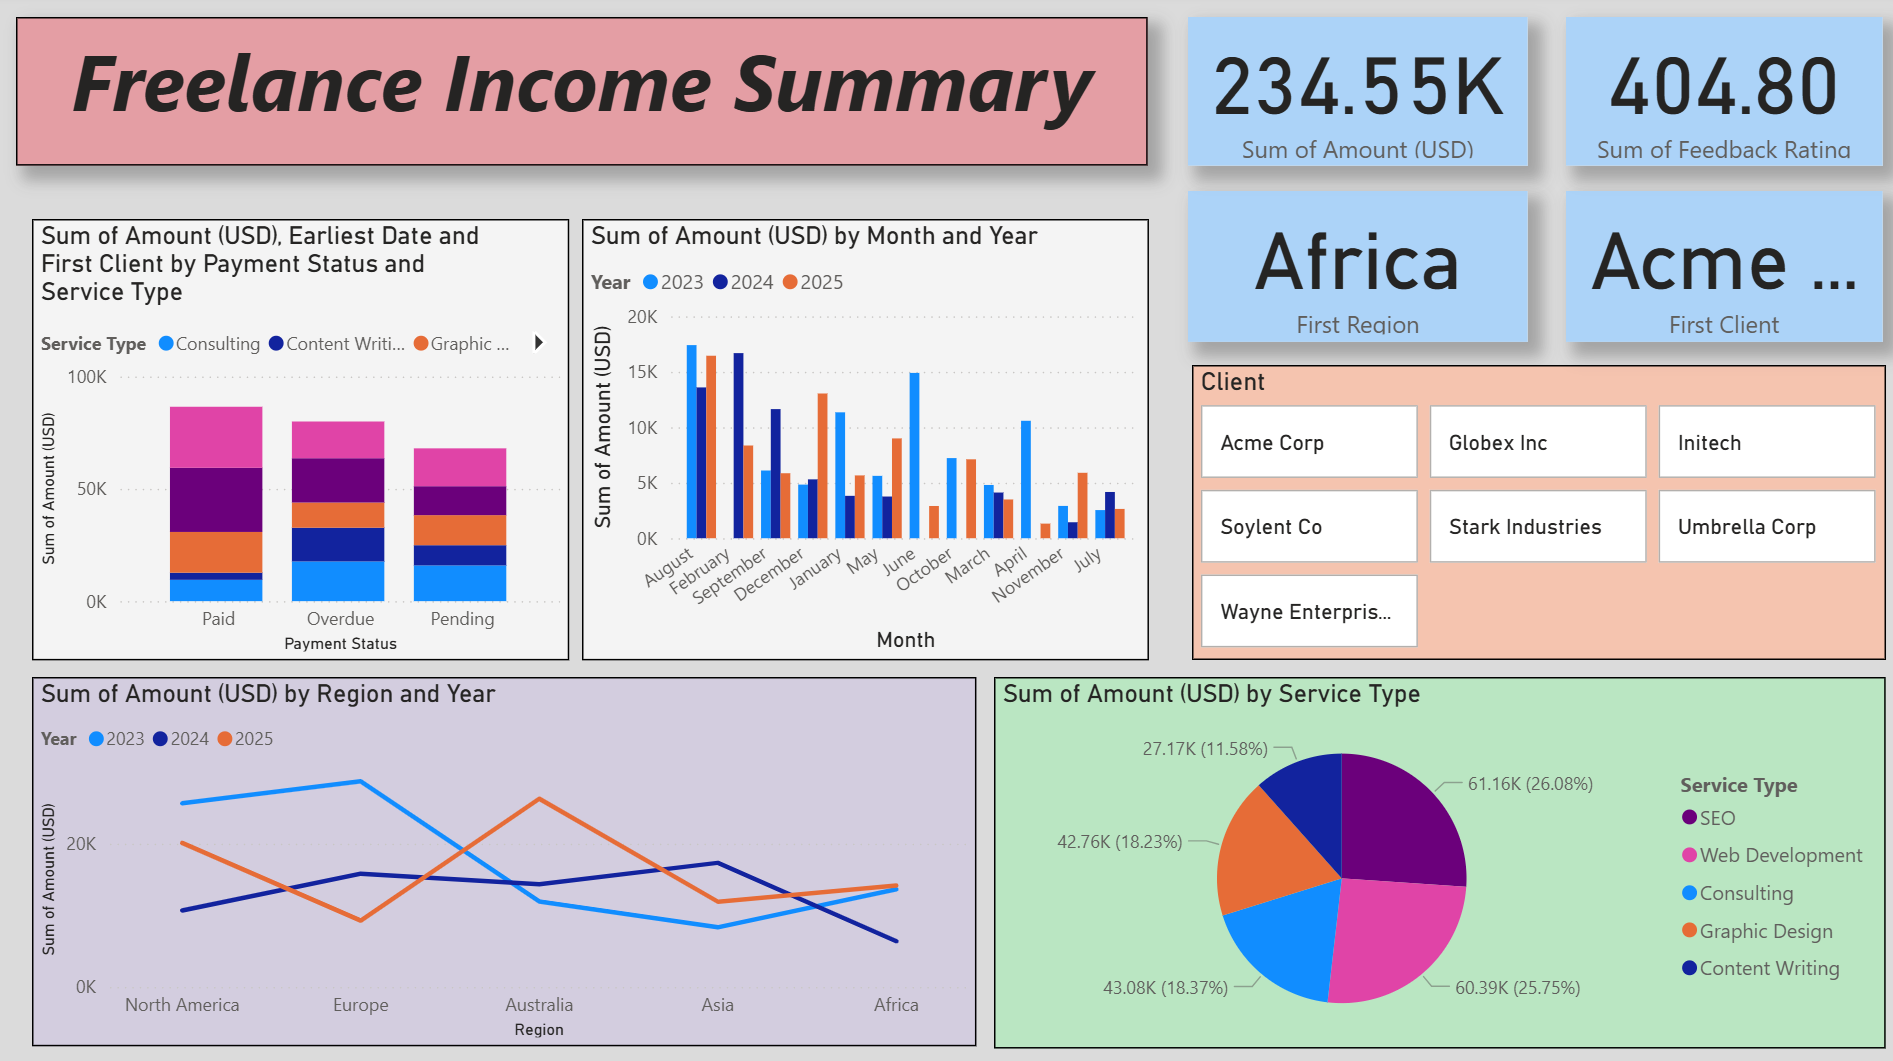 Freelance Income Summary
234.55K
Sum of Amount (USD)
404.80
Sum of Feedback Rating
Africa
First Region
Acme ...
First Client
Sum of Amount (USD), Earliest Date and
First Client by Payment Status and
Service Type
Service Type Consulting Content Writi... Graphic ...
100K
50K
0K
Sum of Amount (USD)
Paid Overdue Pending
Payment Status
Sum of Amount (USD) by Month and Year
Year 2023 2024 2025
20K
15K
10K
5K
0K
Sum of Amount (USD)
August February September December January May June October March April November July
Month
Client
Acme Corp Globex Inc Initech
Soylent Co Stark Industries Umbrella Corp
Wayne Enterpris...
Sum of Amount (USD) by Region and Year
Year 2023 2024 2025
20K
0K
Sum of Amount (USD)
North America Europe Australia Asia Africa
Region
Sum of Amount (USD) by Service Type
27.17K (11.58%)
61.16K (26.08%)
42.76K (18.23%)
43.08K (18.37%)
60.39K (25.75%)
Service Type
SEO
Web Development
Consulting
Graphic Design
Content Writing